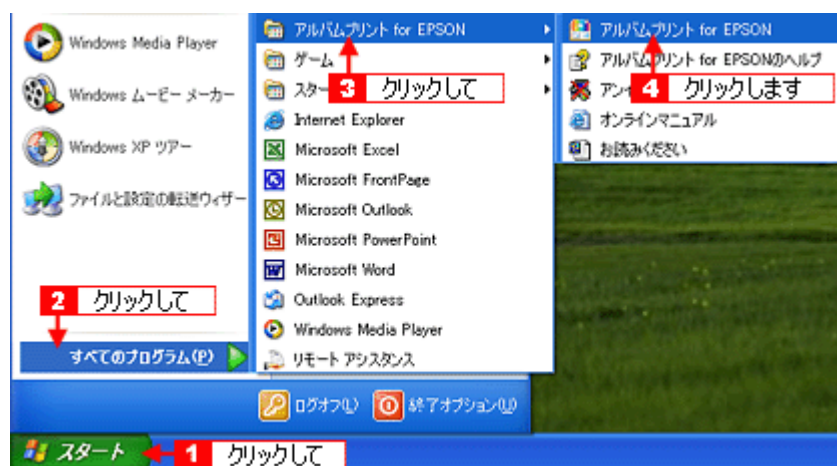 Windows Media Player
Windows ムービー メーカー
Windows XP ツアー
ファイルと設定の転送ウィザー
2 クリックして
すべてのプログラム(P)
アルバムプリント for EPSON
ゲーム
スター
3 クリックして
Internet Explorer
Microsoft Excel
Microsoft FrontPage
Microsoft Outlook
Microsoft PowerPoint
Microsoft Word
Outlook Express
Windows Media Player
リモート アシスタンス
アルバムプリント for EPSON
アルバムプリント for EPSONのヘルプ
アンイ
4 クリックします
オンラインマニュアル
お読みください
ログオフ(L)
終了オプション(U)
スタート
1 クリックして